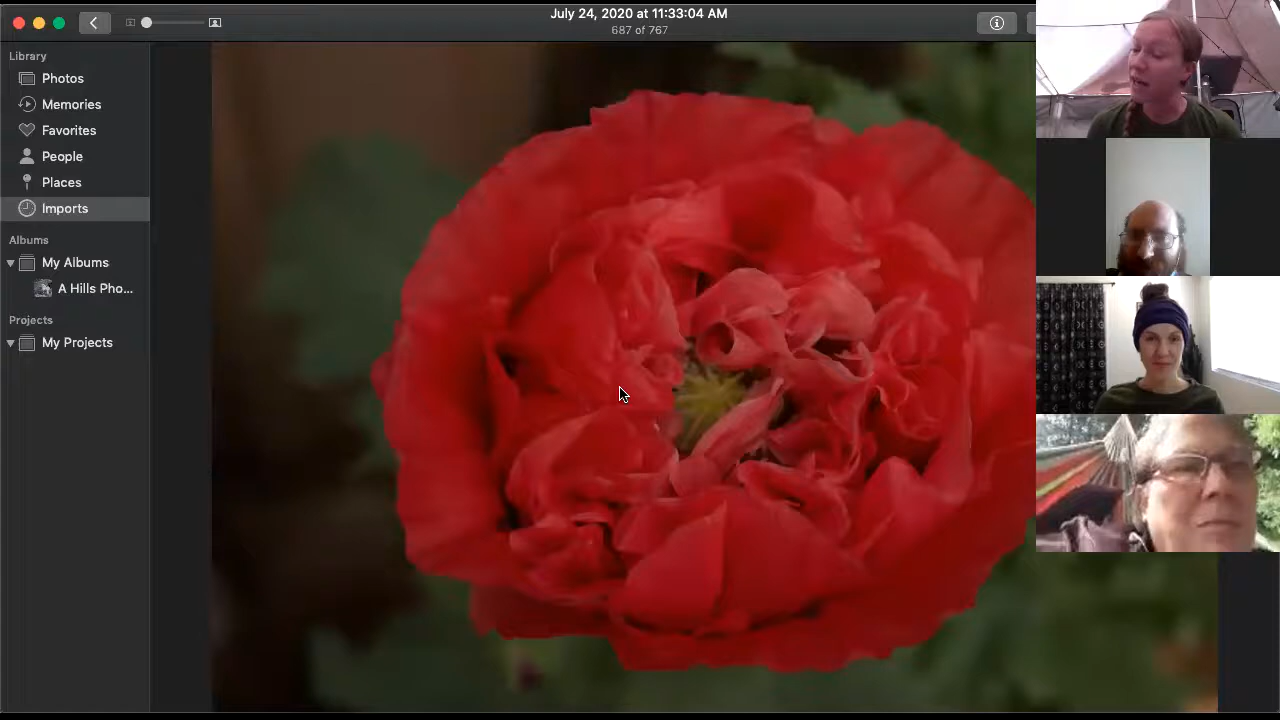 July 24, 2020 at 11:33:04 AM
687 of 767
Library
Photos
Memories
Favorites
People
Places
Imports
Albums
My Albums
A Hills Pho...
Projects
My Projects